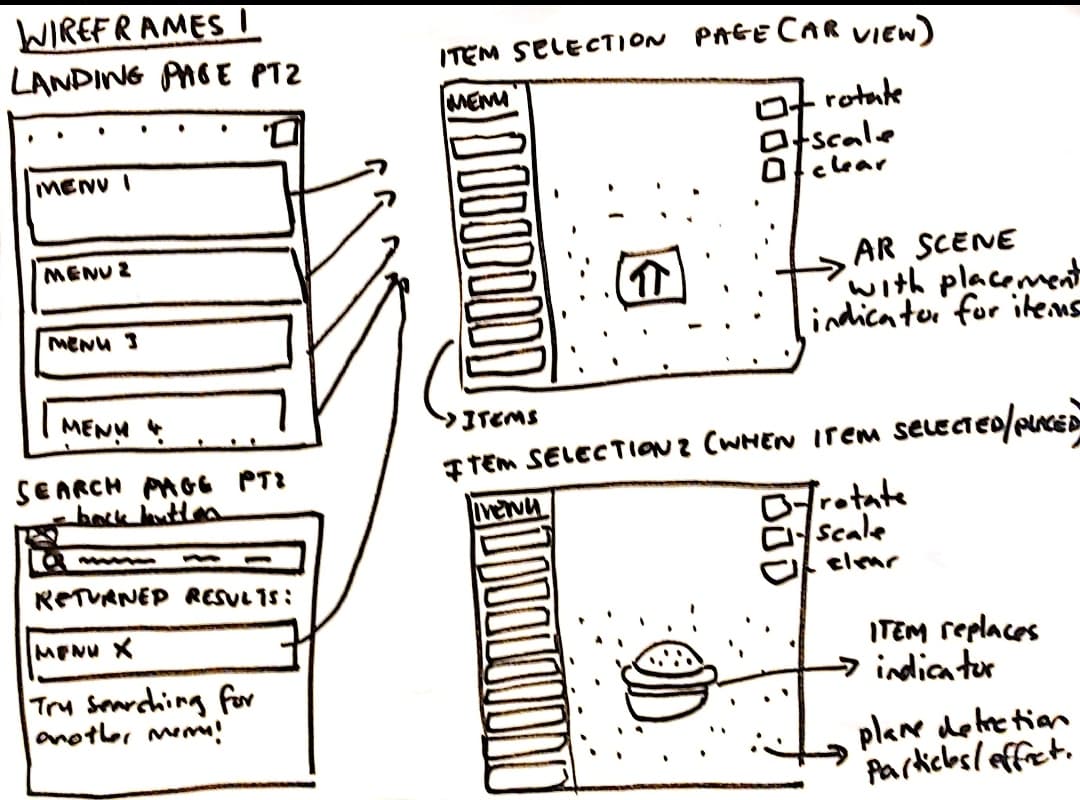 WIREFRAMES 1
LANDING PAGE PT2
MENU 1
MENU 2
MENU 3
MENU 4
SEARCH PAGE PT2
- back button
RETURNED RESULTS:
MENU X
Try searching for
another menu!
ITEM SELECTION PAGE (AR VIEW)
MENU
rotate
scale
clear
AR SCENE
with placement
indicator for items
ITEMS
ITEM SELECTION 2 (WHEN ITEM SELECTED/PLACED)
MENU
rotate
scale
clear
ITEM replaces
indicator
plane detection
particles/effect.